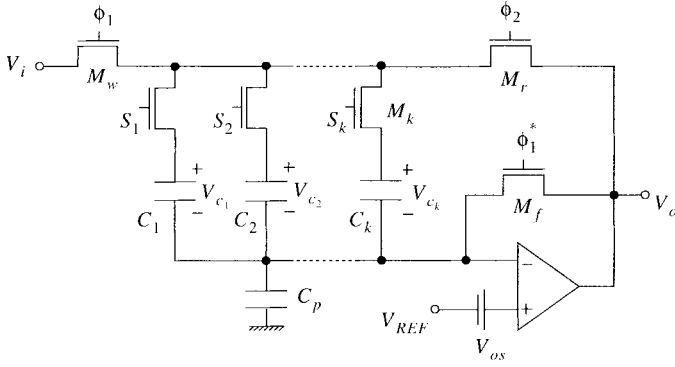 ϕ1
ϕ2
Vi
Mw
Mr
S1
S2
Sk
Mk
ϕ1*
+
+
+
Vc1
Vc2
Vck
−
−
−
C1
C2
Ck
Mf
Vo
−
Cp
+
VREF
Vos